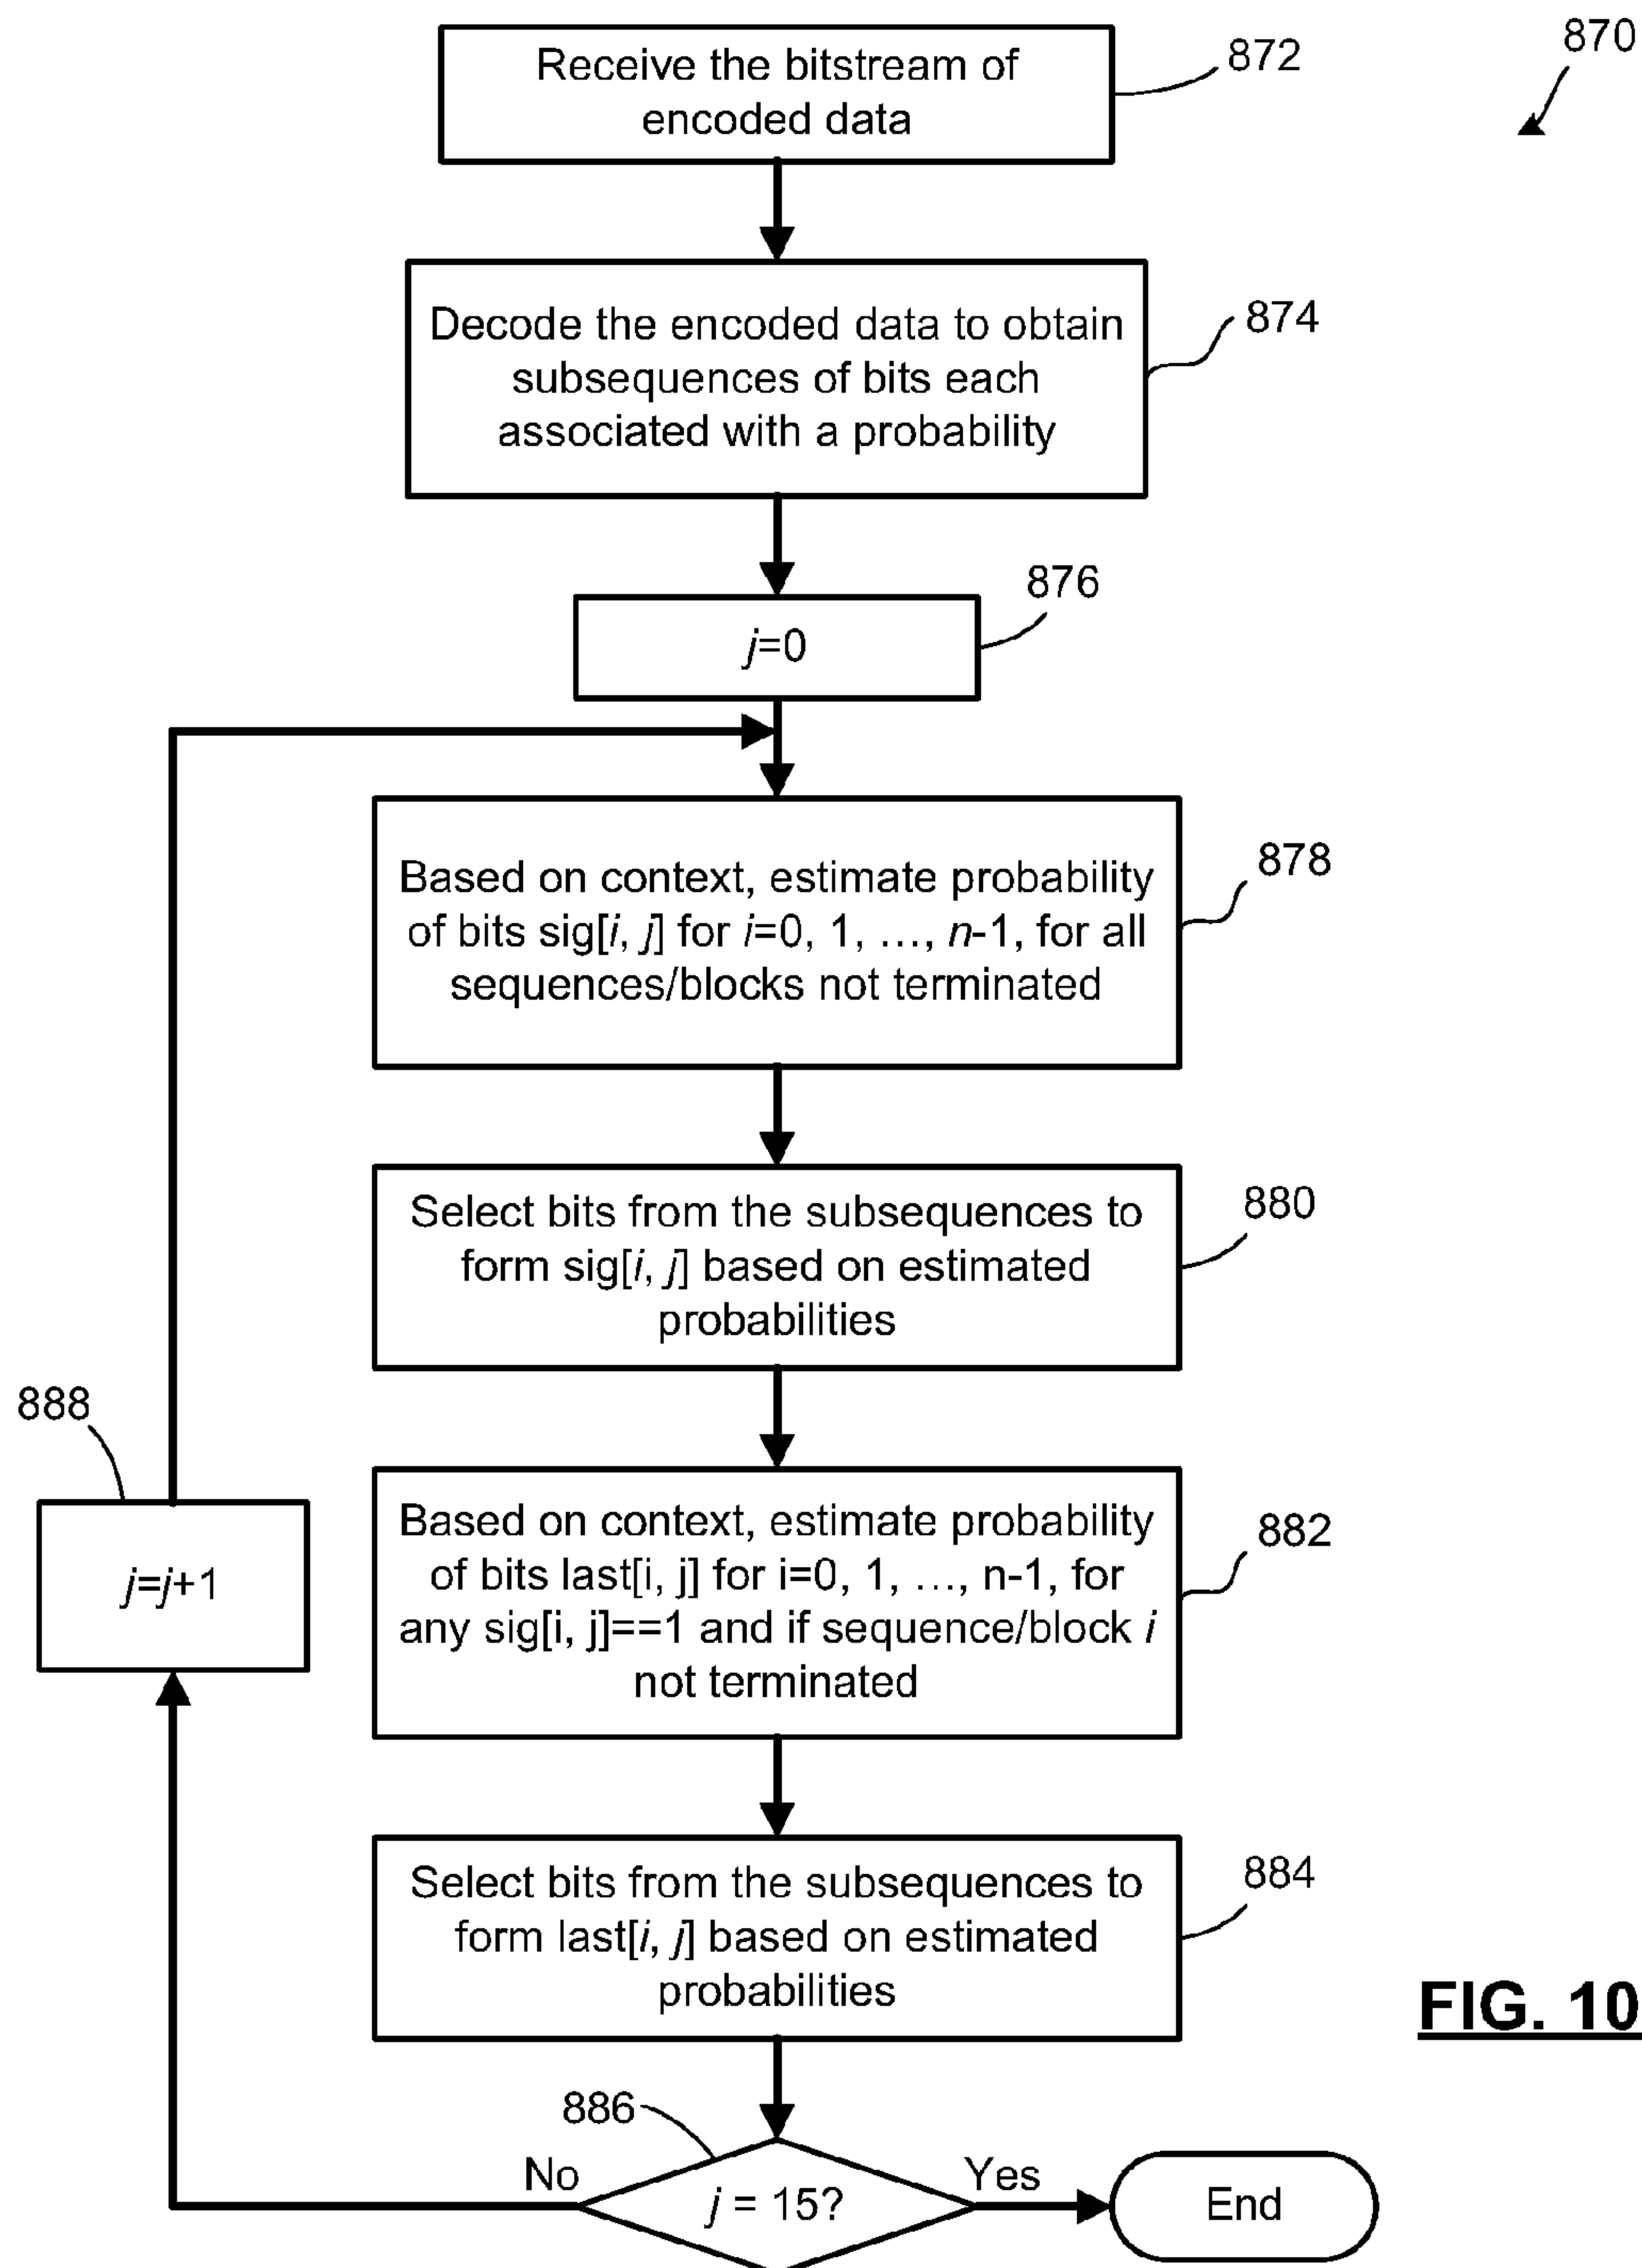 870
Receive the bitstream of
encoded data
872
Decode the encoded data to obtain
subsequences of bits each
associated with a probability
874
876
j=0
Based on context, estimate probability
of bits sig[i, j] for i=0, 1, ..., n-1, for all
sequences/blocks not terminated
878
Select bits from the subsequences to
form sig[i, j] based on estimated
probabilities
880
888
j=j+1
Based on context, estimate probability
of bits last[i, j] for i=0, 1, ..., n-1, for
any sig[i, j]==1 and if sequence/block i
not terminated
882
Select bits from the subsequences to
form last[i, j] based on estimated
probabilities
884
FIG. 10
886
No
j = 15?
Yes
End